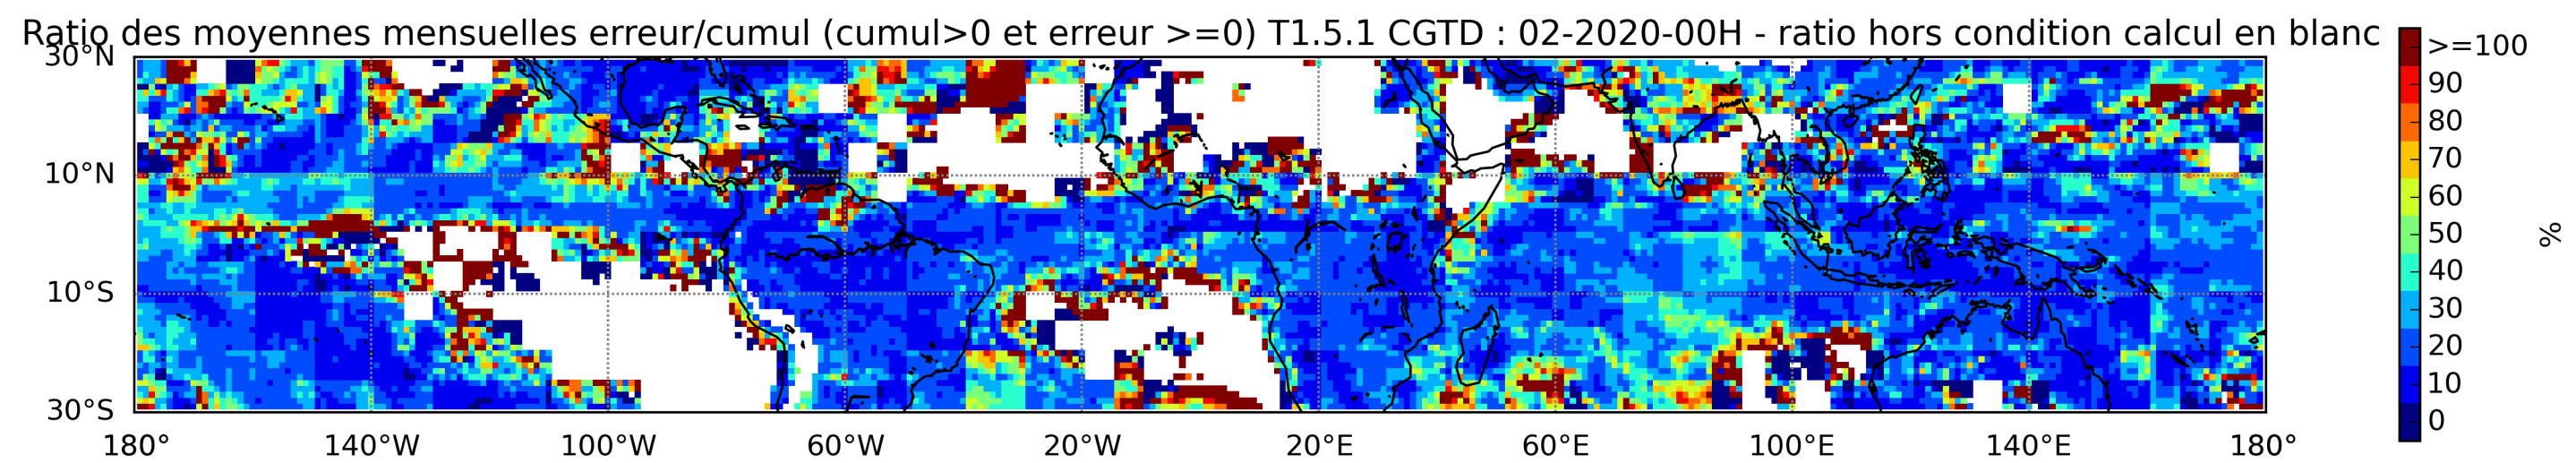 Ratio des moyennes mensuelles erreur/cumul (cumul>0 et erreur >=0) T1.5.1 CGTD : 02-2020-00H - ratio hors condition calcul en blanc
30°N
10°N
10°S
30°S
180° 140°W 100°W 60°W 20°W 20°E 60°E 100°E 140°E 180°
>=100
90
80
70
60
50
40
30
20
10
0
%